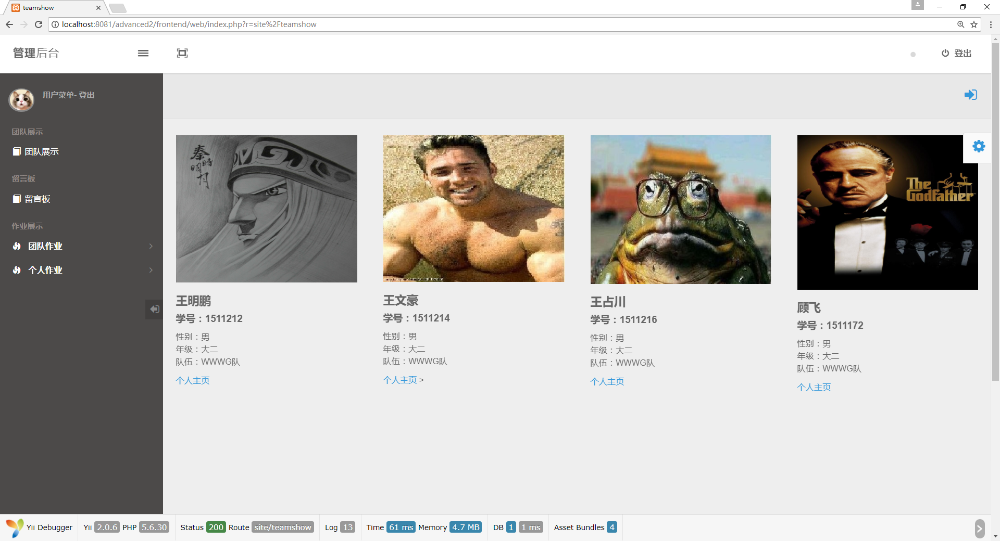 teamshow
localhost:8081/advanced2/frontend/web/index.php?r=site%2Fteamshow
管理后台
登出
用户菜单- 登出
团队展示
团队展示
留言板
留言板
作业展示
团队作业
个人作业
秦
时
明
月
王明鹏
学号：1511212
性别：男
年级：大二
队伍：WWWG队
个人主页
王文豪
学号：1511214
性别：男
年级：大二
队伍：WWWG队
个人主页 >
王占川
学号：1511216
性别：男
年级：大二
队伍：WWWG队
个人主页
The
Godfather
顾飞
学号：1511172
性别：男
年级：大二
队伍：WWWG队
个人主页
Yii Debugger Yii 2.0.6 PHP 5.6.30 Status 200 Route site/teamshow Log 13 Time 61 ms Memory 4.7 MB DB 1 1 ms Asset Bundles 4